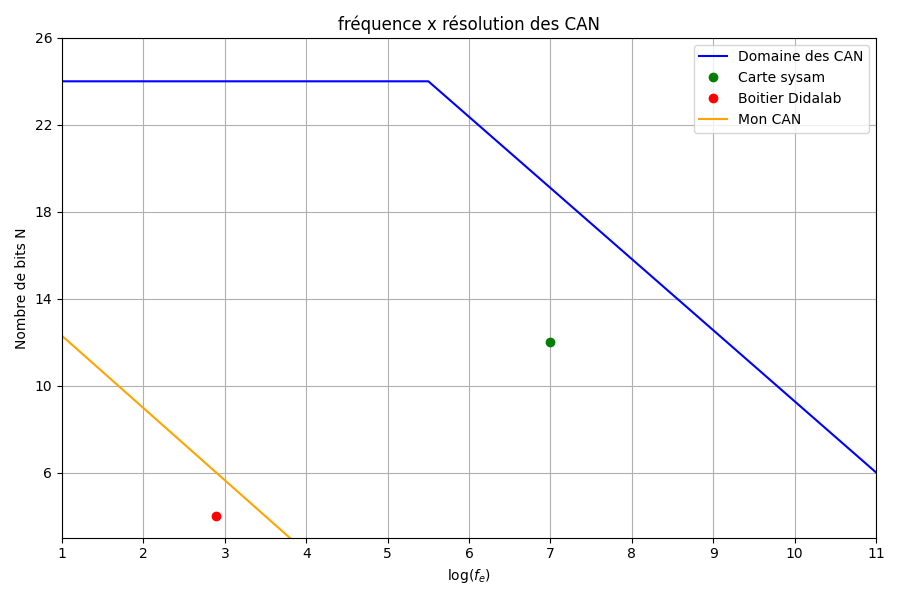 fréquence x résolution des CAN
Domaine des CAN
Carte sysam
Boitier Didalab
Mon CAN
Nombre de bits N
26
22
18
14
10
6
1 2 3 4 5 6 7 8 9 10 11
log(fₑ)